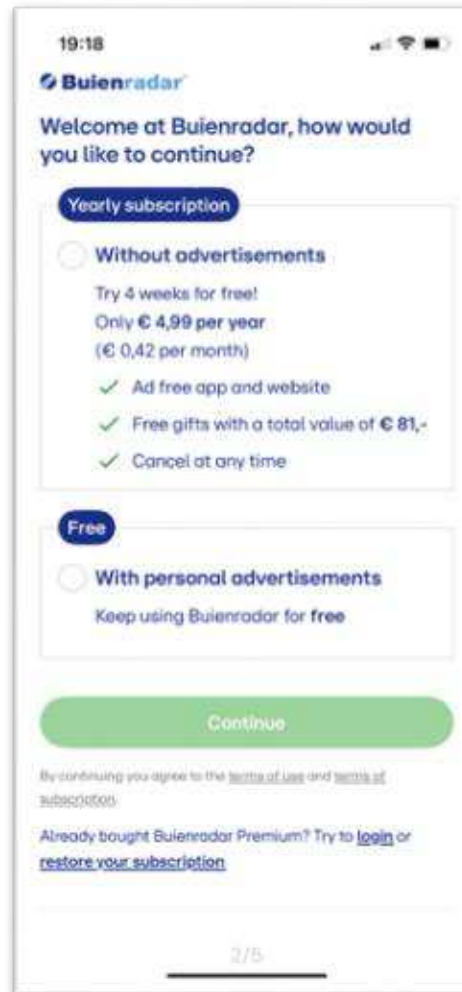 19:18
Buienradar
Welcome at Buienradar, how would
you like to continue?
Yearly subscription
Without advertisements
Try 4 weeks for free!
Only € 4,99 per year
(€ 0,42 per month)
Ad free app and website
Free gifts with a total value of € 81,-
Cancel at any time
Free
With personal advertisements
Keep using Buienradar for free
Continue
By continuing you agree to the terms of use and terms of
subscription.
Already bought Buienradar Premium? Try to login or
restore your subscription
2/5